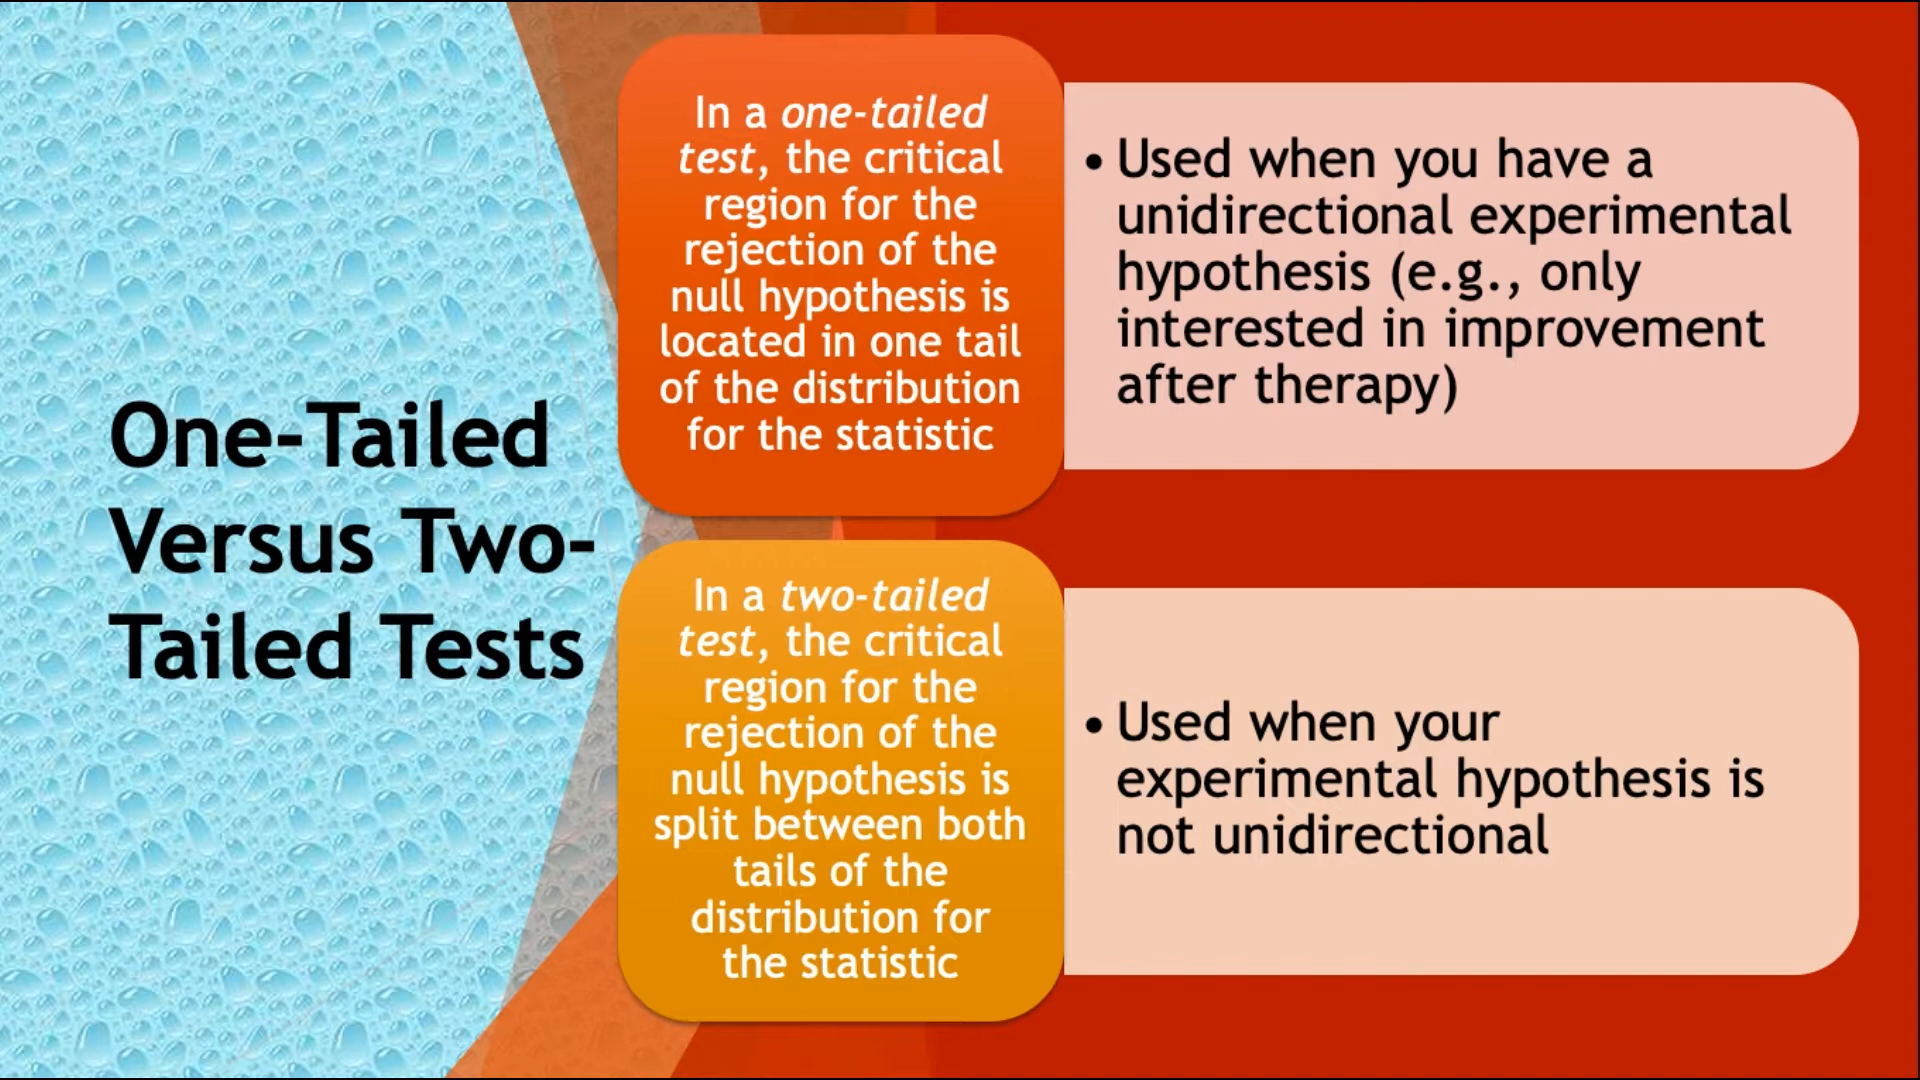 One-Tailed
Versus Two-
Tailed Tests
In a one-tailed
test, the critical
region for the
rejection of the
null hypothesis is
located in one tail
of the distribution
for the statistic
• Used when you have a
unidirectional experimental
hypothesis (e.g., only
interested in improvement
after therapy)
In a two-tailed
test, the critical
region for the
rejection of the
null hypothesis is
split between both
tails of the
distribution for
the statistic
• Used when your
experimental hypothesis is
not unidirectional